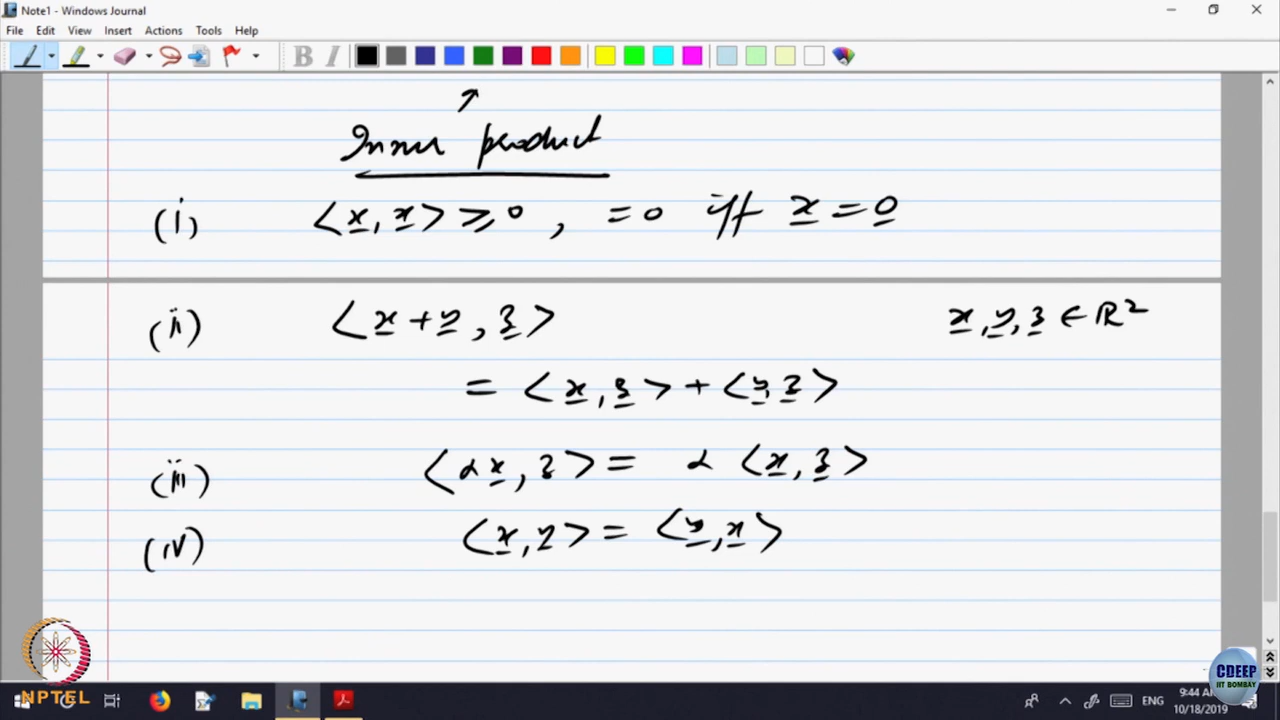 Note1 - Windows Journal
File Edit View Insert Actions Tools Help
B I
↑
Inner product
(i) <x, x> ≥ 0 , = 0 iff x = 0
(ii) <x + y, z> x, y, z ∈ ℝ²
= <x, z> + <y, z>
(iii) <αx, z> = α <x, z>
(iv) <x, y> = <y, x>
NPTEL
CDEEP
IIT BOMBAY
ENG
9:44 AM
10/18/2019